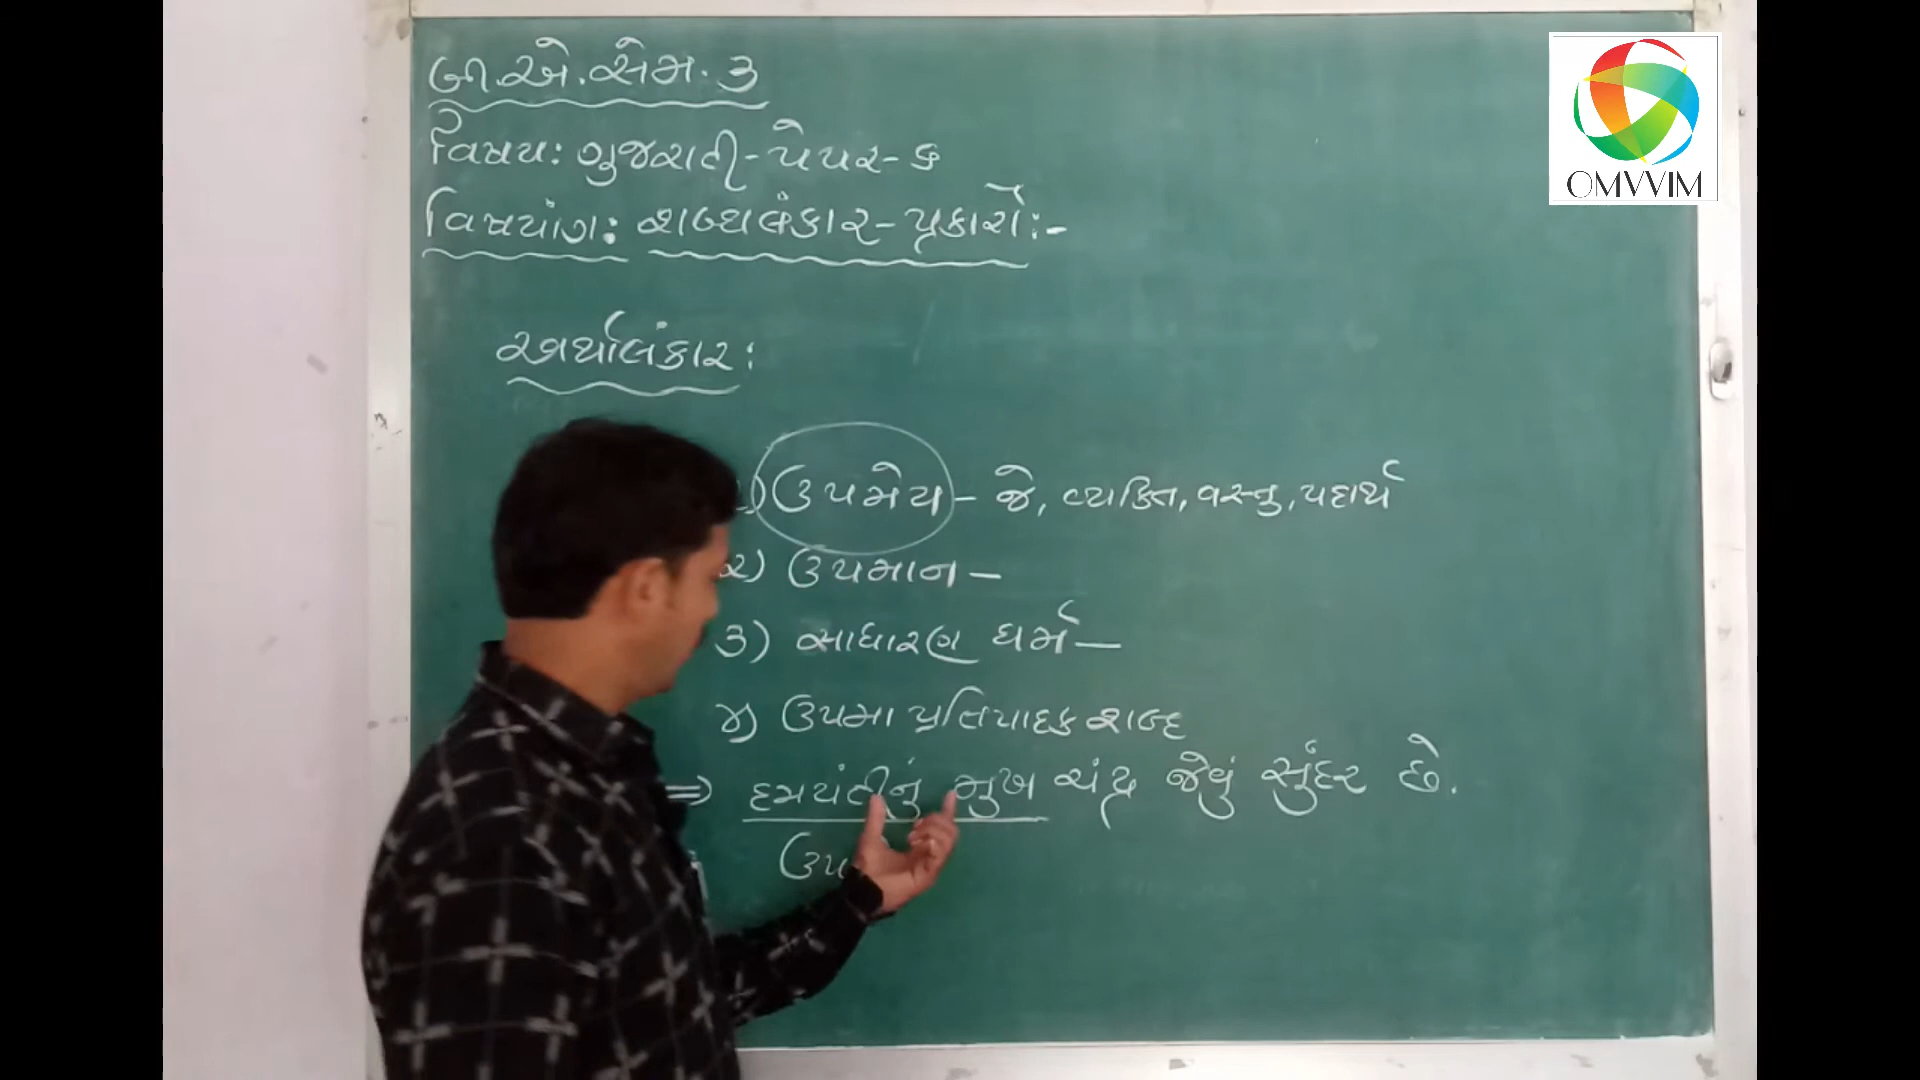 બી.એ.સેમ. ૩
વિષય: ગુજરાતી-પેપર-૬
વિષયાંગ: શબ્દાલંકાર-પ્રકારો:-
અર્થાલંકાર:
૧) ઉપમેય - જે, વ્યકિત, વસ્તુ, પદાર્થ
૨) ઉપમાન -
૩) સાધારણ ધર્મ -
૪) ઉપમા પ્રતિપાદક શબ્દ
⇒ દમયંતીનું મુખ ચંદ્ર જેવું સુંદર છે.
OMVVIM